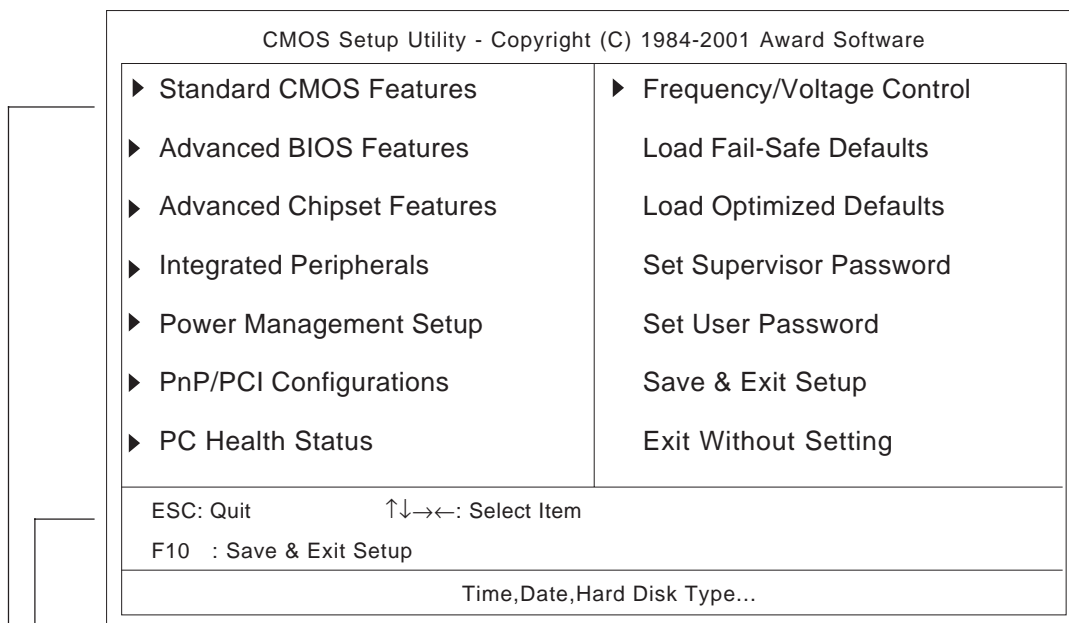 CMOS Setup Utility - Copyright (C) 1984-2001 Award Software
Standard CMOS Features
Advanced BIOS Features
Advanced Chipset Features
Integrated Peripherals
Power Management Setup
PnP/PCI Configurations
PC Health Status
Frequency/Voltage Control
Load Fail-Safe Defaults
Load Optimized Defaults
Set Supervisor Password
Set User Password
Save & Exit Setup
Exit Without Setting
ESC: Quit ↑↓→←: Select Item
F10 : Save & Exit Setup
Time,Date,Hard Disk Type...